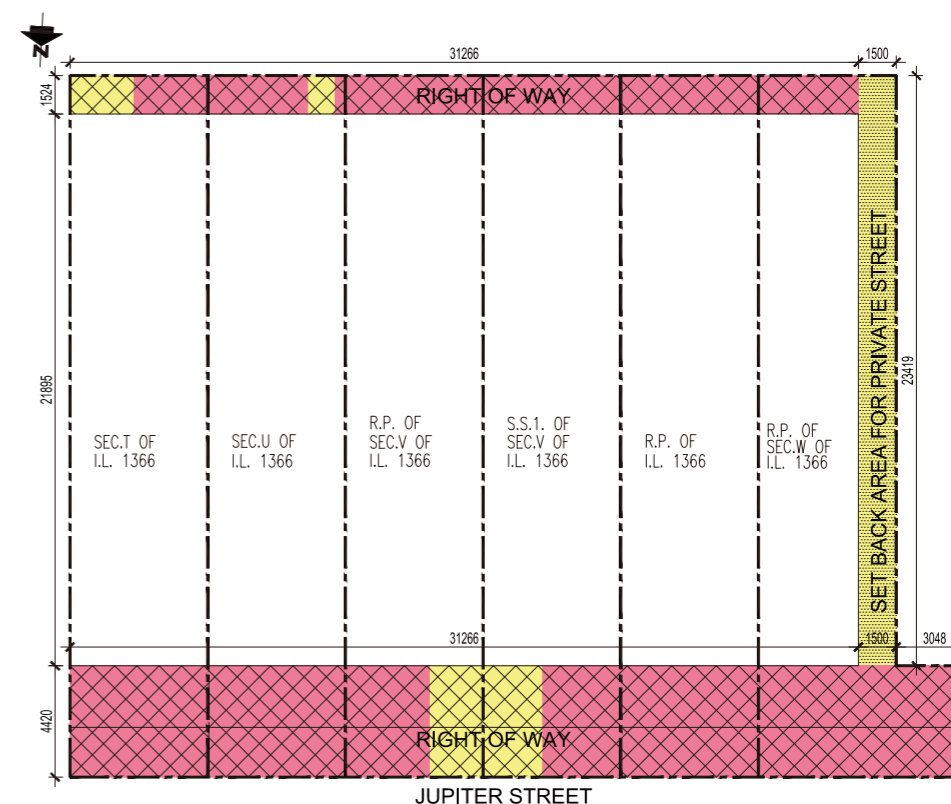 N
31266
1500
1524
RIGHT OF WAY
21895
23419
SET BACK AREA FOR PRIVATE STREET
SEC.T OF
I.L. 1366
SEC.U OF
I.L. 1366
R.P. OF
SEC.V OF
I.L. 1366
S.S.1. OF
SEC.V OF
I.L. 1366
R.P. OF
I.L. 1366
R.P. OF
SEC.W OF
I.L. 1366
31266
1500
3048
4420
RIGHT OF WAY
JUPITER STREET